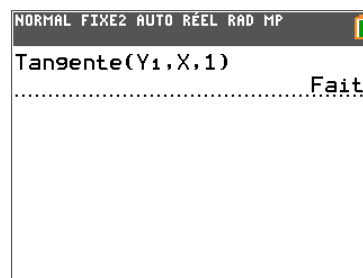 NORMAL FIXE2 AUTO RÉEL RAD MP
Tangente(Y₁,X,1)
Fait